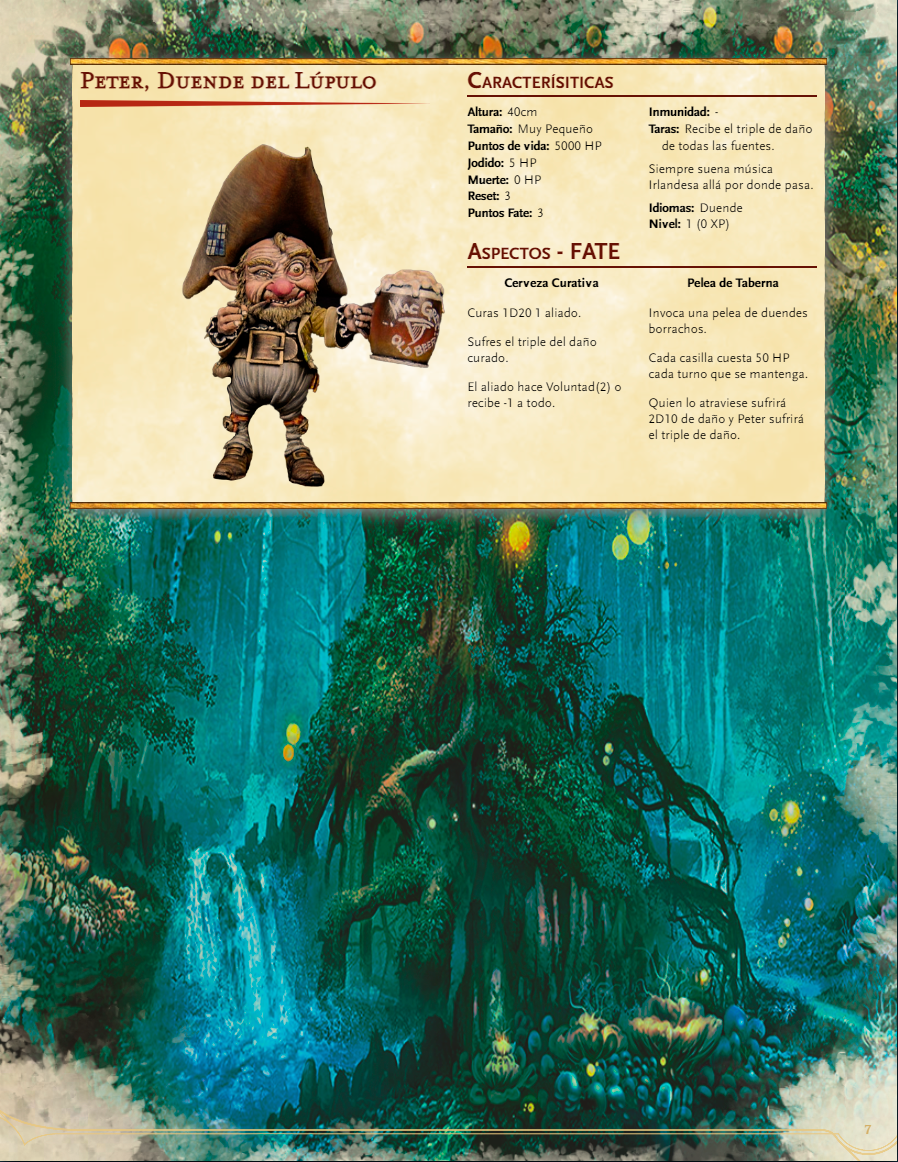 Peter, Duende del Lúpulo
MacG
OLD BEER
Caracterísiticas
Altura: 40cm
Tamaño: Muy Pequeño
Puntos de vida: 5000 HP
Jodido: 5 HP
Muerte: 0 HP
Reset: 3
Puntos Fate: 3
Inmunidad: -
Taras: Recibe el triple de daño
de todas las fuentes.
Siempre suena música
Irlandesa allá por donde pasa.
Idiomas: Duende
Nivel: 1 (0 XP)
Aspectos - FATE
Cerveza Curativa
Curas 1D20 1 aliado.
Sufres el triple del daño
curado.
El aliado hace Voluntad(2) o
recibe -1 a todo.
Pelea de Taberna
Invoca una pelea de duendes
borrachos.
Cada casilla cuesta 50 HP
cada turno que se mantenga.
Quien lo atraviese sufrirá
2D10 de daño y Peter sufrirá
el triple de daño.
7